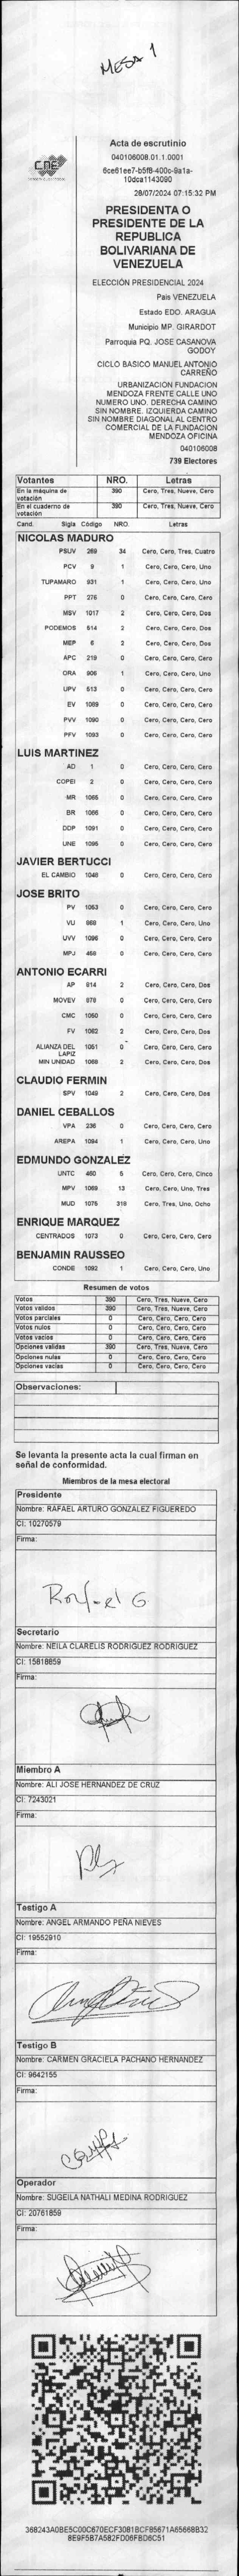 MESA 1
CNE
Acta de escrutinio
040106008.01.1.0001
28/07/2024 07:15:32 PM
PRESIDENTA O
PRESIDENTE DE LA
REPUBLICA
BOLIVARIANA DE
VENEZUELA
ELECCIÓN PRESIDENCIAL 2024
Pais VENEZUELA
Estado EDO. ARAGUA
Municipio MP. GIRARDOT
Parroquia PQ. JOSE CASANOVA
GODOY
CICLO BASICO MANUEL ANTONIO
CARREÑO
URBANIZACION FUNDACION
MENDOZA FRENTE CALLE UNO
NUMERO UNO. DERECHA CAMINO
SIN NOMBRE. IZQUIERDA CAMINO
SIN NOMBRE DIAGONAL AL CENTRO
COMERCIAL DE LA FUNDACION
MENDOZA OFICINA
040106008
739 Electores
Votantes NRO. Letras
En la máquina de votación 390 Cero, Tres, Nueve, Cero
En el cuaderno de votación 390 Cero, Tres, Nueve, Cero
Cand. Sigla Código NRO. Letras
NICOLAS MADURO
PSUV 269 34 Cero, Cero, Tres, Cuatro
PCV 9 1 Cero, Cero, Cero, Uno
TUPAMARO 931 1 Cero, Cero, Cero, Uno
PPT 276 0 Cero, Cero, Cero, Cero
MSV 1017 2 Cero, Cero, Cero, Dos
PODEMOS 514 2 Cero, Cero, Cero, Dos
MEP 6 2 Cero, Cero, Cero, Dos
APC 219 0 Cero, Cero, Cero, Cero
ORA 906 1 Cero, Cero, Cero, Uno
UPV 513 0 Cero, Cero, Cero, Cero
EV 1089 0 Cero, Cero, Cero, Cero
PVV 1090 0 Cero, Cero, Cero, Cero
PFV 1093 0 Cero, Cero, Cero, Cero
LUIS MARTINEZ
AD 1 0 Cero, Cero, Cero, Cero
COPEI 2 0 Cero, Cero, Cero, Cero
MR 1065 0 Cero, Cero, Cero, Cero
BR 1066 0 Cero, Cero, Cero, Cero
DDP 1091 0 Cero, Cero, Cero, Cero
UNE 1095 0 Cero, Cero, Cero, Cero
JAVIER BERTUCCI
EL CAMBIO 1048 0 Cero, Cero, Cero, Cero
JOSE BRITO
PV 1053 0 Cero, Cero, Cero, Cero
VU 868 1 Cero, Cero, Cero, Uno
UVV 1096 0 Cero, Cero, Cero, Cero
MPJ 458 0 Cero, Cero, Cero, Cero
ANTONIO ECARRI
AP 814 2 Cero, Cero, Cero, Dos
MOVEV 878 0 Cero, Cero, Cero, Cero
CMC 1050 0 Cero, Cero, Cero, Cero
FV 1062 2 Cero, Cero, Cero, Dos
ALIANZA DEL LAPIZ 1051 0 Cero, Cero, Cero, Cero
MIN UNIDAD 1068 2 Cero, Cero, Cero, Dos
CLAUDIO FERMIN
SPV 1049 2 Cero, Cero, Cero, Dos
DANIEL CEBALLOS
VPA 236 0 Cero, Cero, Cero, Cero
AREPA 1094 1 Cero, Cero, Cero, Uno
EDMUNDO GONZALEZ
UNTC 450 5 Cero, Cero, Cero, Cinco
MPV 1069 13 Cero, Cero, Uno, Tres
MUD 1075 318 Cero, Tres, Uno, Ocho
ENRIQUE MARQUEZ
CENTRADOS 1073 0 Cero, Cero, Cero, Cero
BENJAMIN RAUSSEO
CONDE 1092 1 Cero, Cero, Cero, Uno
Resumen de votos
Votos 390 Cero, Tres, Nueve, Cero
Votos validos 390 Cero, Tres, Nueve, Cero
Votos parciales 0 Cero, Cero, Cero, Cero
Votos nulos 0 Cero, Cero, Cero, Cero
Votos vacios 0 Cero, Cero, Cero, Cero
Opciones validas 390 Cero, Tres, Nueve, Cero
Opciones nulas 0 Cero, Cero, Cero, Cero
Opciones vacias 0 Cero, Cero, Cero, Cero
Observaciones:
Se levanta la presente acta la cual firman en
señal de conformidad.
Miembros de la mesa electoral
Presidente
Nombre: RAFAEL ARTURO GONZALEZ FIGUEREDO
CI: 10270579
Firma:
Rafael G
Secretario
Nombre: NEILA CLARELIS RODRIGUEZ RODRIGUEZ
CI: 15818859
Firma:
Miembro A
Nombre: ALI JOSE HERNANDEZ DE CRUZ
CI: 7243021
Firma:
Testigo A
Nombre: ANGEL ARMANDO PEÑA NIEVES
CI: 19552910
Firma:
Testigo B
Nombre: CARMEN GRACIELA PACHANO HERNANDEZ
CI: 9642155
Firma:
Operador
Nombre: SUGEILA NATHALI MEDINA RODRIGUEZ
CI: 20761859
Firma: